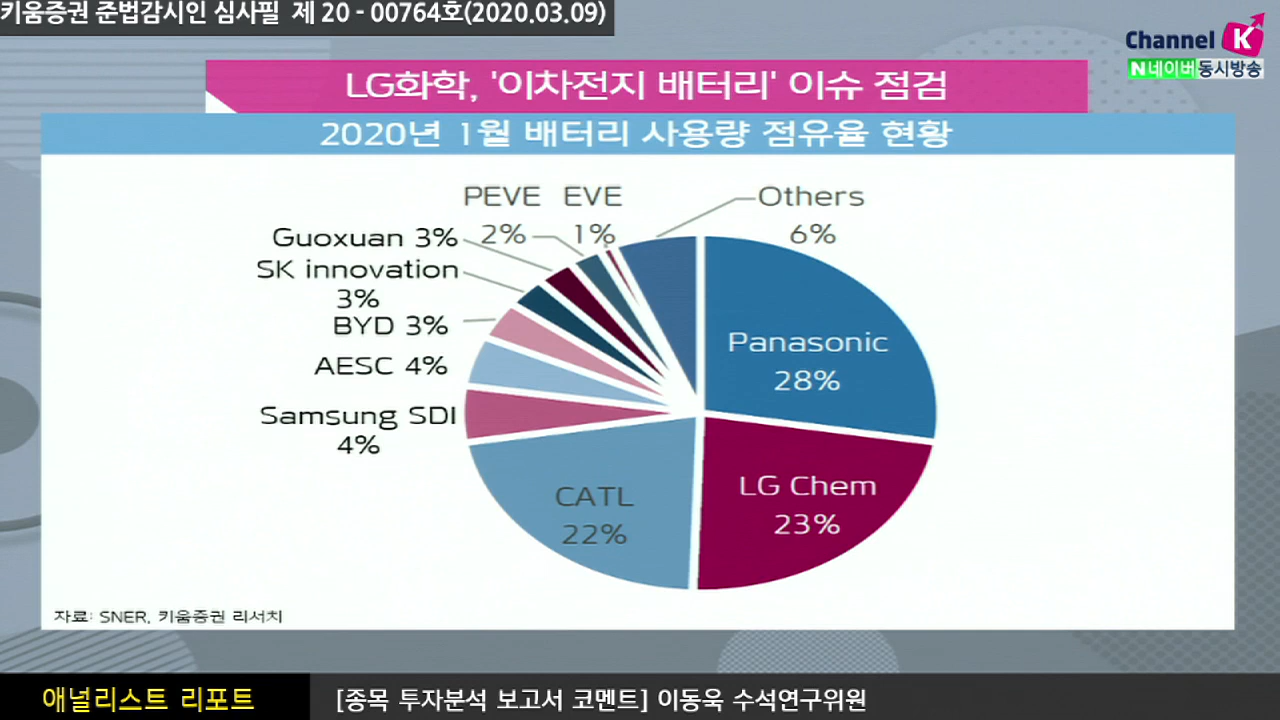 키움증권 준법감시인 심사필 제 20 - 00764호(2020.03.09)
Channel K
N 네이버 동시방송
LG화학, '이차전지 배터리' 이슈 점검
2020년 1월 배터리 사용량 점유율 현황
PEVE
2%
EVE
1%
Others
6%
Guoxuan 3%
SK innovation
3%
BYD 3%
AESC 4%
Samsung SDI
4%
Panasonic
28%
CATL
22%
LG Chem
23%
자료: SNER, 키움증권 리서치
애널리스트 리포트
[종목 투자분석 보고서 코멘트] 이동욱 수석연구위원